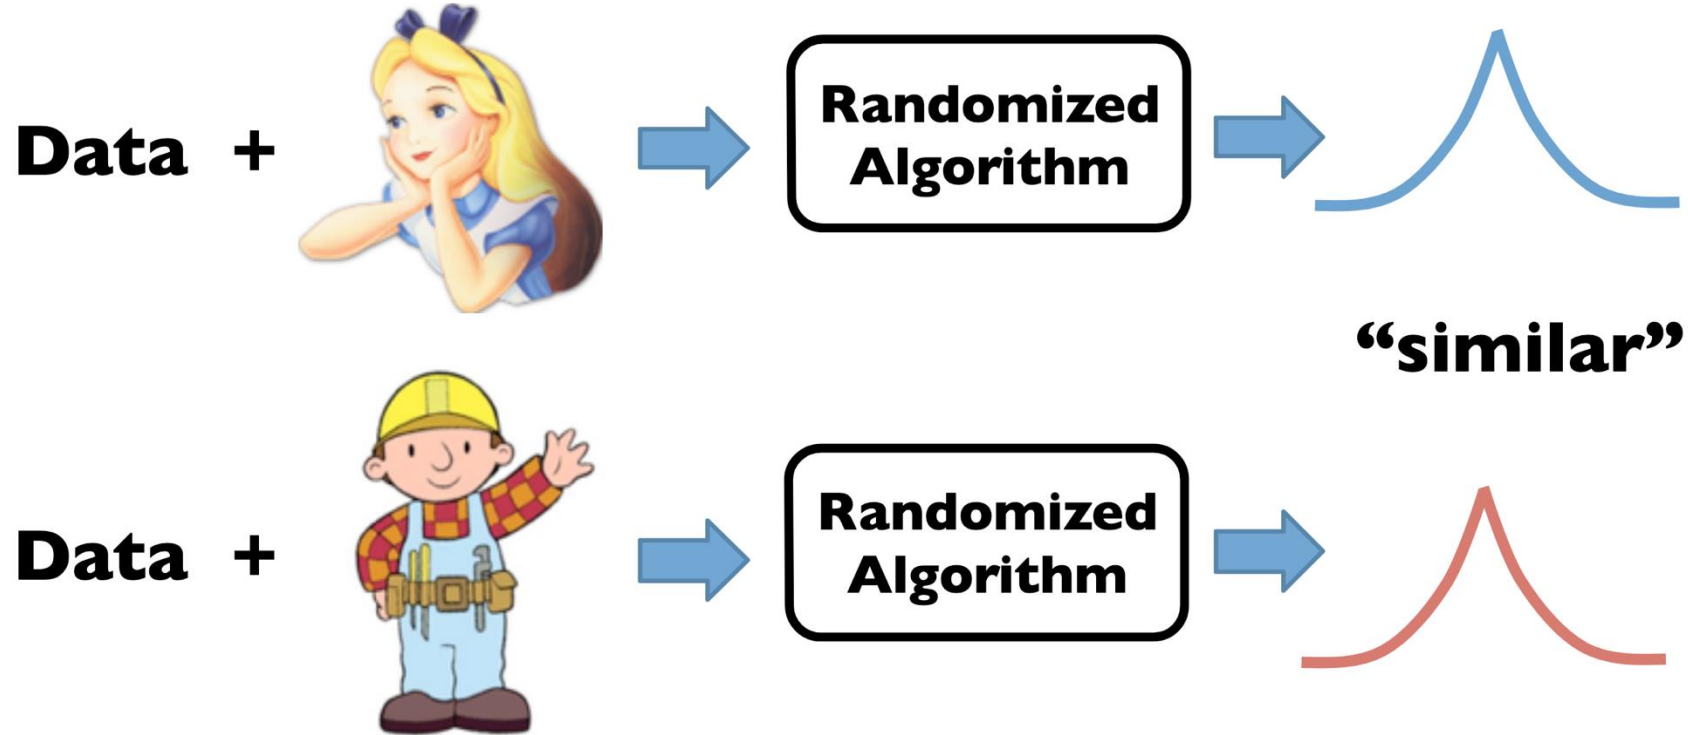 Data +
Randomized
Algorithm
“similar”
Data +
Randomized
Algorithm